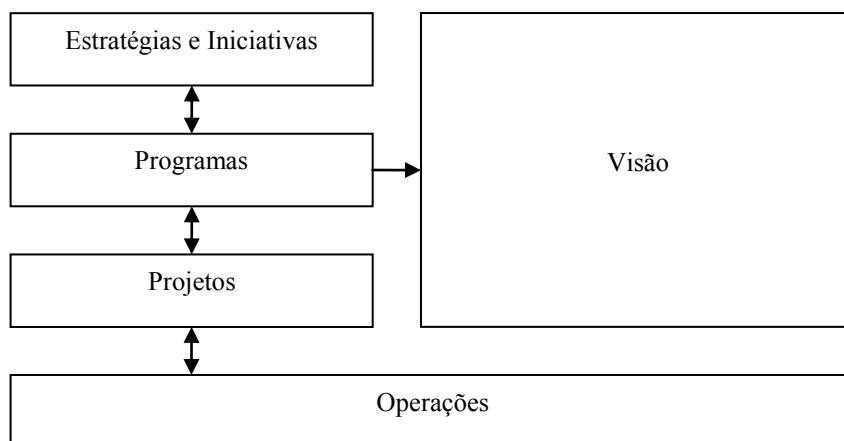 Estratégias e Iniciativas
Programas
Visão
Projetos
Operações